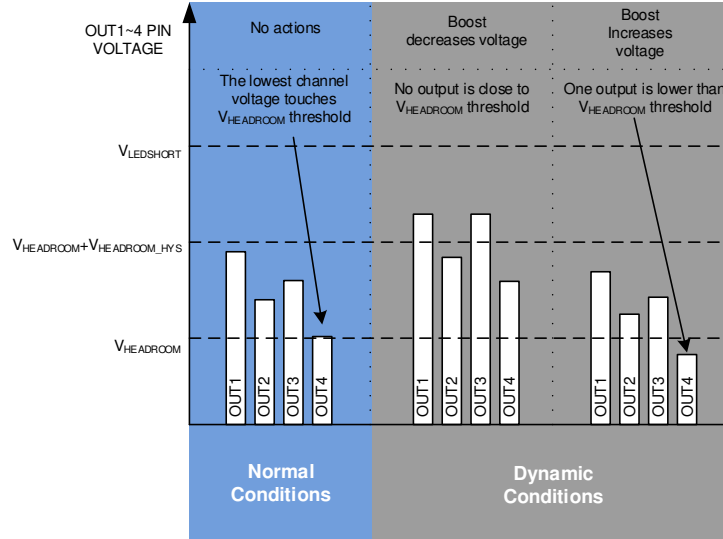 OUT1~4 PIN
VOLTAGE
No actions
Boost
decreases voltage
Boost
Increases
voltage
The lowest channel
voltage touches
VHEADROOM threshold
No output is close to
VHEADROOM threshold
One output is lower than
VHEADROOM threshold
VLEDSHORT
VHEADROOM+VHEADROOM_HYS
VHEADROOM
OUT1
OUT2
OUT3
OUT4
OUT1
OUT2
OUT3
OUT4
OUT1
OUT2
OUT3
OUT4
Normal
Conditions
Dynamic
Conditions